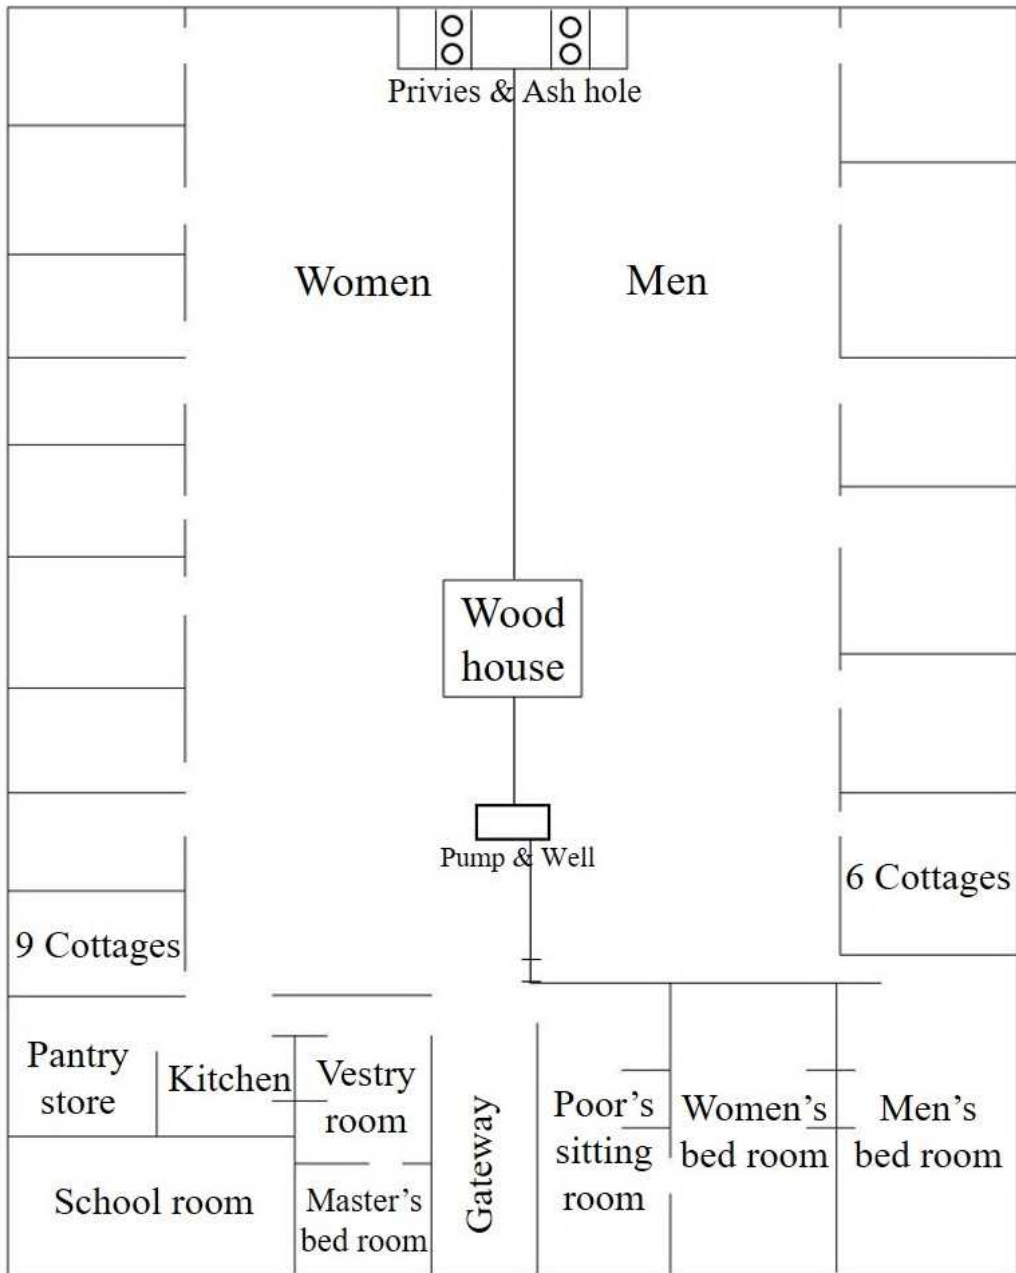 Privies & Ash hole
Women
Men
Wood
house
Pump & Well
6 Cottages
9 Cottages
Pantry
store
Kitchen
Vestry
room
Gateway
Poor’s
sitting
room
Women’s
bed room
Men’s
bed room
School room
Master’s
bed room